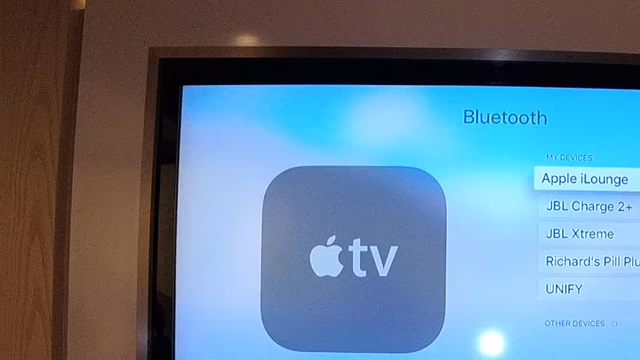 Bluetooth
MY DEVICES
Apple iLounge
JBL Charge 2+
JBL Xtreme
Richard's Pill Plu
UNIFY
OTHER DEVICES
tv